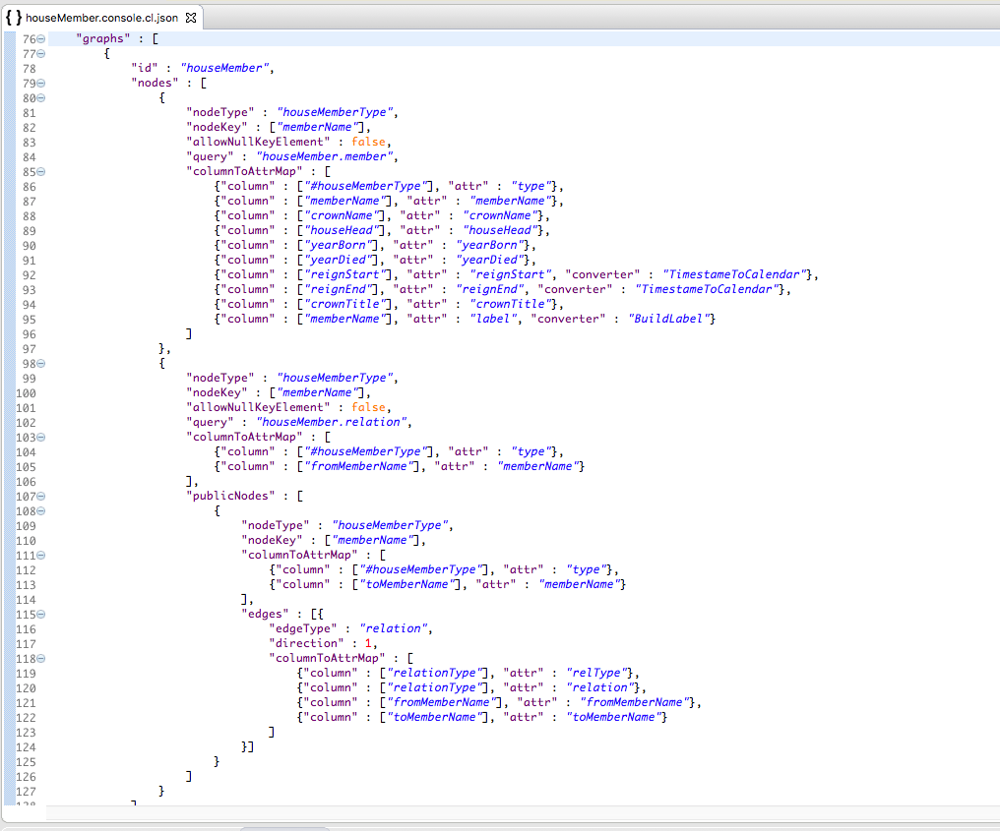 { } houseMember.console.cl.json
76 "graphs" : [
77 {
78 "id" : "houseMember",
79 "nodes" : [
80 {
81 "nodeType" : "houseMemberType",
82 "nodeKey" : ["memberName"],
83 "allowNullKeyElement" : false,
84 "query" : "houseMember.member",
85 "columnToAttrMap" : [
86 {"column" : ["#houseMemberType"], "attr" : "type"},
87 {"column" : ["memberName"], "attr" : "memberName"},
88 {"column" : ["crownName"], "attr" : "crownName"},
89 {"column" : ["houseHead"], "attr" : "houseHead"},
90 {"column" : ["yearBorn"], "attr" : "yearBorn"},
91 {"column" : ["yearDied"], "attr" : "yearDied"},
92 {"column" : ["reignStart"], "attr" : "reignStart", "converter" : "TimestameToCalendar"},
93 {"column" : ["reignEnd"], "attr" : "reignEnd", "converter" : "TimestameToCalendar"},
94 {"column" : ["crownTitle"], "attr" : "crownTitle"},
95 {"column" : ["memberName"], "attr" : "label", "converter" : "BuildLabel"}
96 ]
97 },
98 {
99 "nodeType" : "houseMemberType",
100 "nodeKey" : ["memberName"],
101 "allowNullKeyElement" : false,
102 "query" : "houseMember.relation",
103 "columnToAttrMap" : [
104 {"column" : ["#houseMemberType"], "attr" : "type"},
105 {"column" : ["fromMemberName"], "attr" : "memberName"}
106 ],
107 "publicNodes" : [
108 {
109 "nodeType" : "houseMemberType",
110 "nodeKey" : ["memberName"],
111 "columnToAttrMap" : [
112 {"column" : ["#houseMemberType"], "attr" : "type"},
113 {"column" : ["toMemberName"], "attr" : "memberName"}
114 ],
115 "edges" : [{
116 "edgeType" : "relation",
117 "direction" : 1,
118 "columnToAttrMap" : [
119 {"column" : ["relationType"], "attr" : "relType"},
120 {"column" : ["relationType"], "attr" : "relation"},
121 {"column" : ["fromMemberName"], "attr" : "fromMemberName"},
122 {"column" : ["toMemberName"], "attr" : "toMemberName"}
123 ]
124 }]
125 }
126 ]
127 }
128 ]